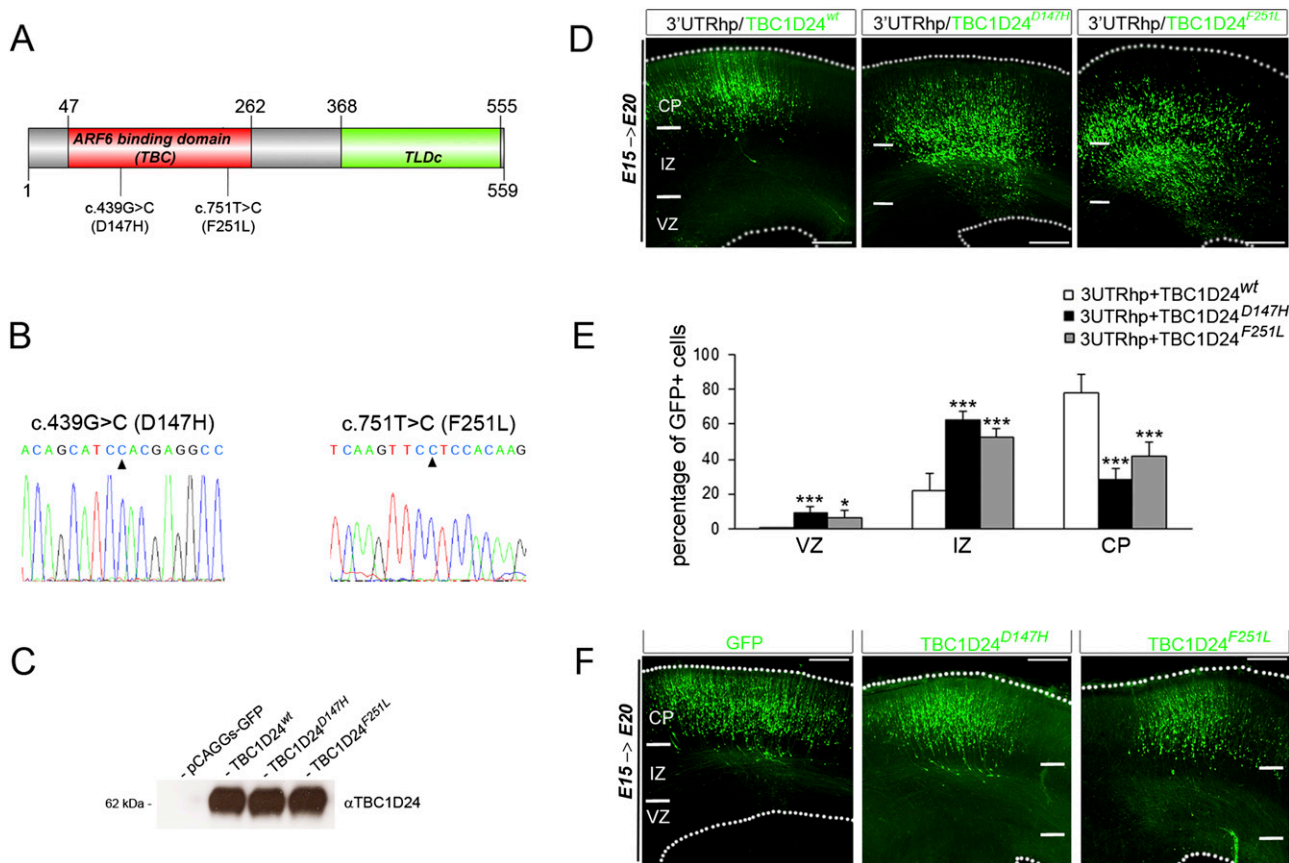 A
47 262 368 555
ARF6 binding domain
(TBC)
TLDc
1
559
c.439G>C
(D147H)
c.751T>C
(F251L)
B
c.439G>C (D147H)
ACAGCATCCACGAGGCC
c.751T>C (F251L)
TCAAGTTCCTCCACAAG
C
- pCAGGs-GFP
- TBC1D24wt
- TBC1D24D147H
- TBC1D24F251L
62 kDa -
αTBC1D24
D
3'UTRhp/TBC1D24wt
3'UTRhp/TBC1D24D147H
3'UTRhp/TBC1D24F251L
E15 --> E20
CP
IZ
VZ
E
3UTRhp+TBC1D24wt
3UTRhp+TBC1D24D147H
3UTRhp+TBC1D24F251L
percentage of GFP+ cells
100
80
60
40
20
0
*** *
*** ***
*** ***
VZ IZ CP
F
GFP
TBC1D24D147H
TBC1D24F251L
E15 --> E20
CP
IZ
VZ